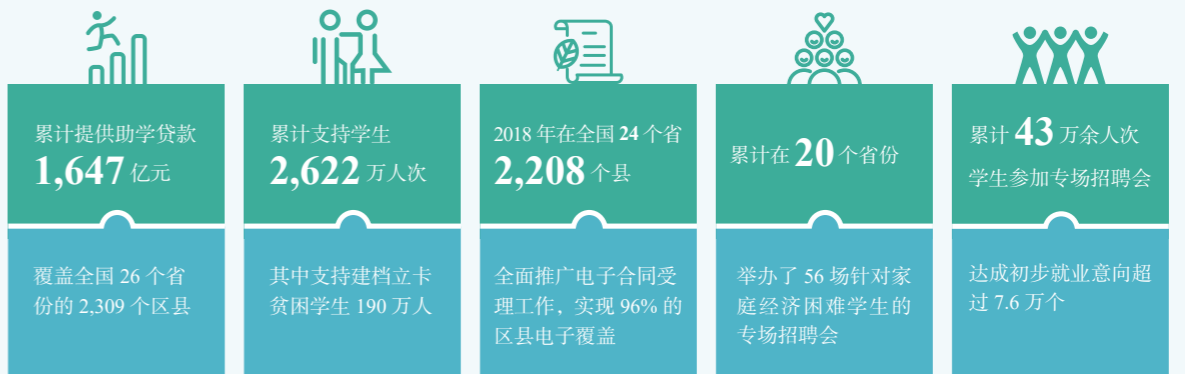 累计提供助学贷款
1,647 亿元
覆盖全国 26 个省
份的 2,309 个区县
累计支持学生
2,622 万人次
其中支持建档立卡
贫困学生 190 万人
2018 年在全国 24 个省
2,208 个县
全面推广电子合同受
理工作，实现 96% 的
区县电子覆盖
累计在 20 个省份
举办了 56 场针对家
庭经济困难学生的
专场招聘会
累计 43 万余人次
学生参加专场招聘会
达成初步就业意向超
过 7.6 万个